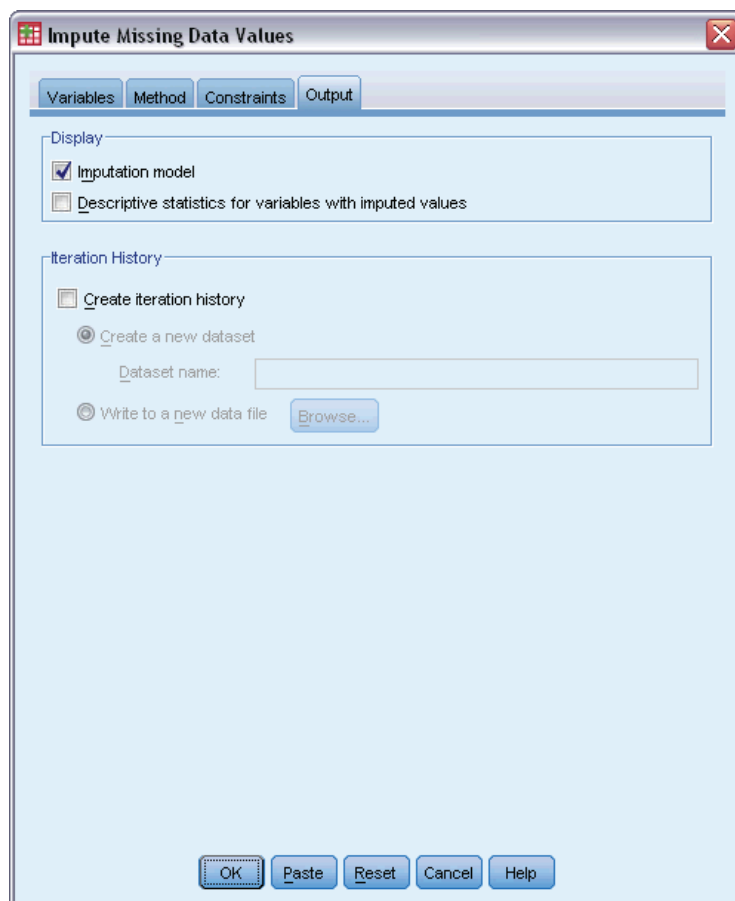 Impute Missing Data Values
Variables Method Constraints Output
Display
Imputation model
Descriptive statistics for variables with imputed values
Iteration History
Create iteration history
Create a new dataset
Dataset name:
Write to a new data file Browse...
OK Paste Reset Cancel Help